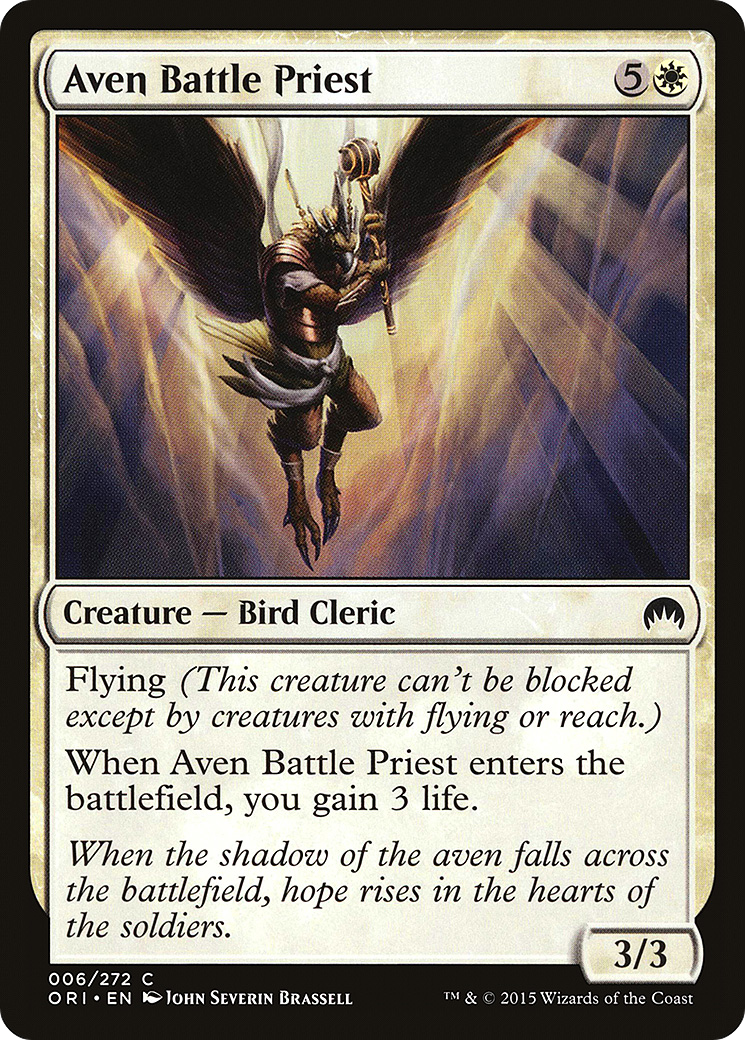 Aven Battle Priest 5
Creature — Bird Cleric
Flying (This creature can't be blocked
except by creatures with flying or reach.)
When Aven Battle Priest enters the
battlefield, you gain 3 life.
When the shadow of the aven falls across
the battlefield, hope rises in the hearts of
the soldiers.
3/3
006/272 C
ORI • EN John Severin Brassell
™ & © 2015 Wizards of the Coast